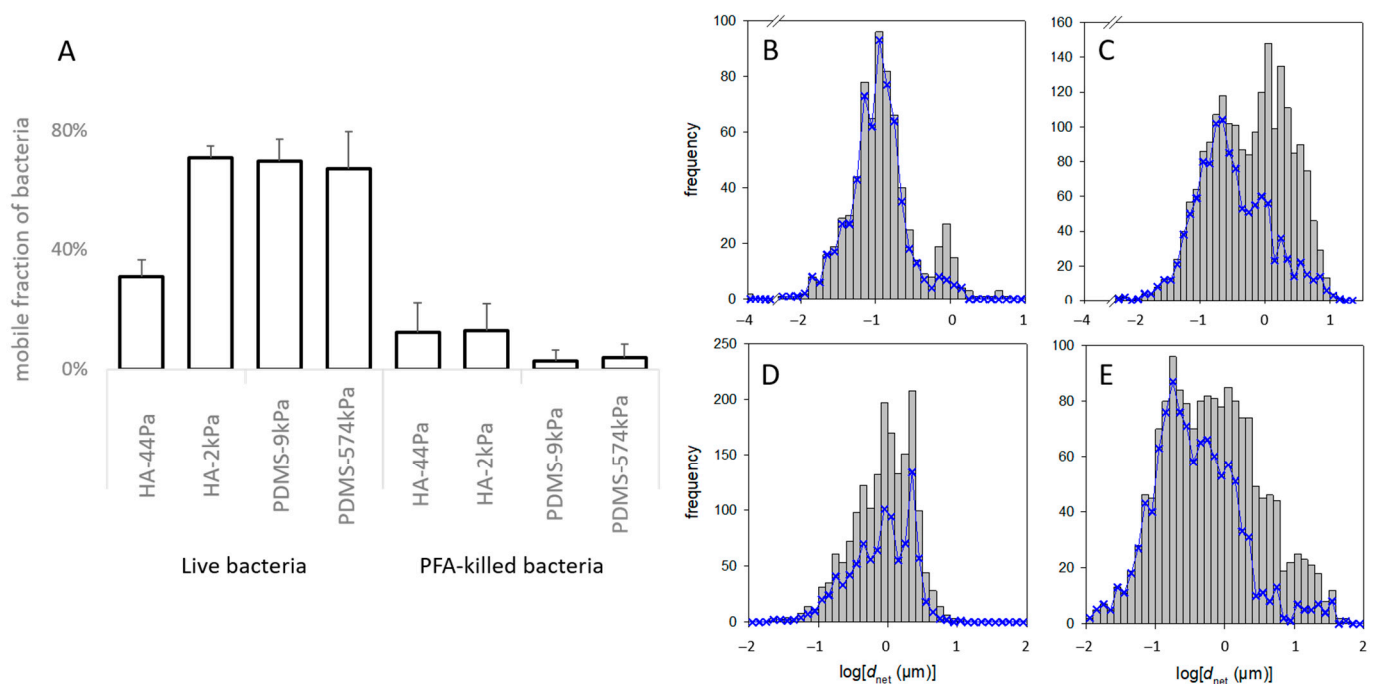 A
mobile fraction of bacteria
80%
40%
0%
HA-44Pa
HA-2kPa
PDMS-9kPa
PDMS-574kPa
HA-44Pa
HA-2kPa
PDMS-9kPa
PDMS-574kPa
Live bacteria
PFA-killed bacteria
B
frequency
100
80
60
40
20
0
−4
−2
−1
0
1
C
160
140
120
100
80
60
40
20
0
−4
−2
−1
0
1
D
frequency
250
200
150
100
50
0
−2
−1
0
1
2
log[dnet (µm)]
E
100
80
60
40
20
0
−2
−1
0
1
2
log[dnet (µm)]